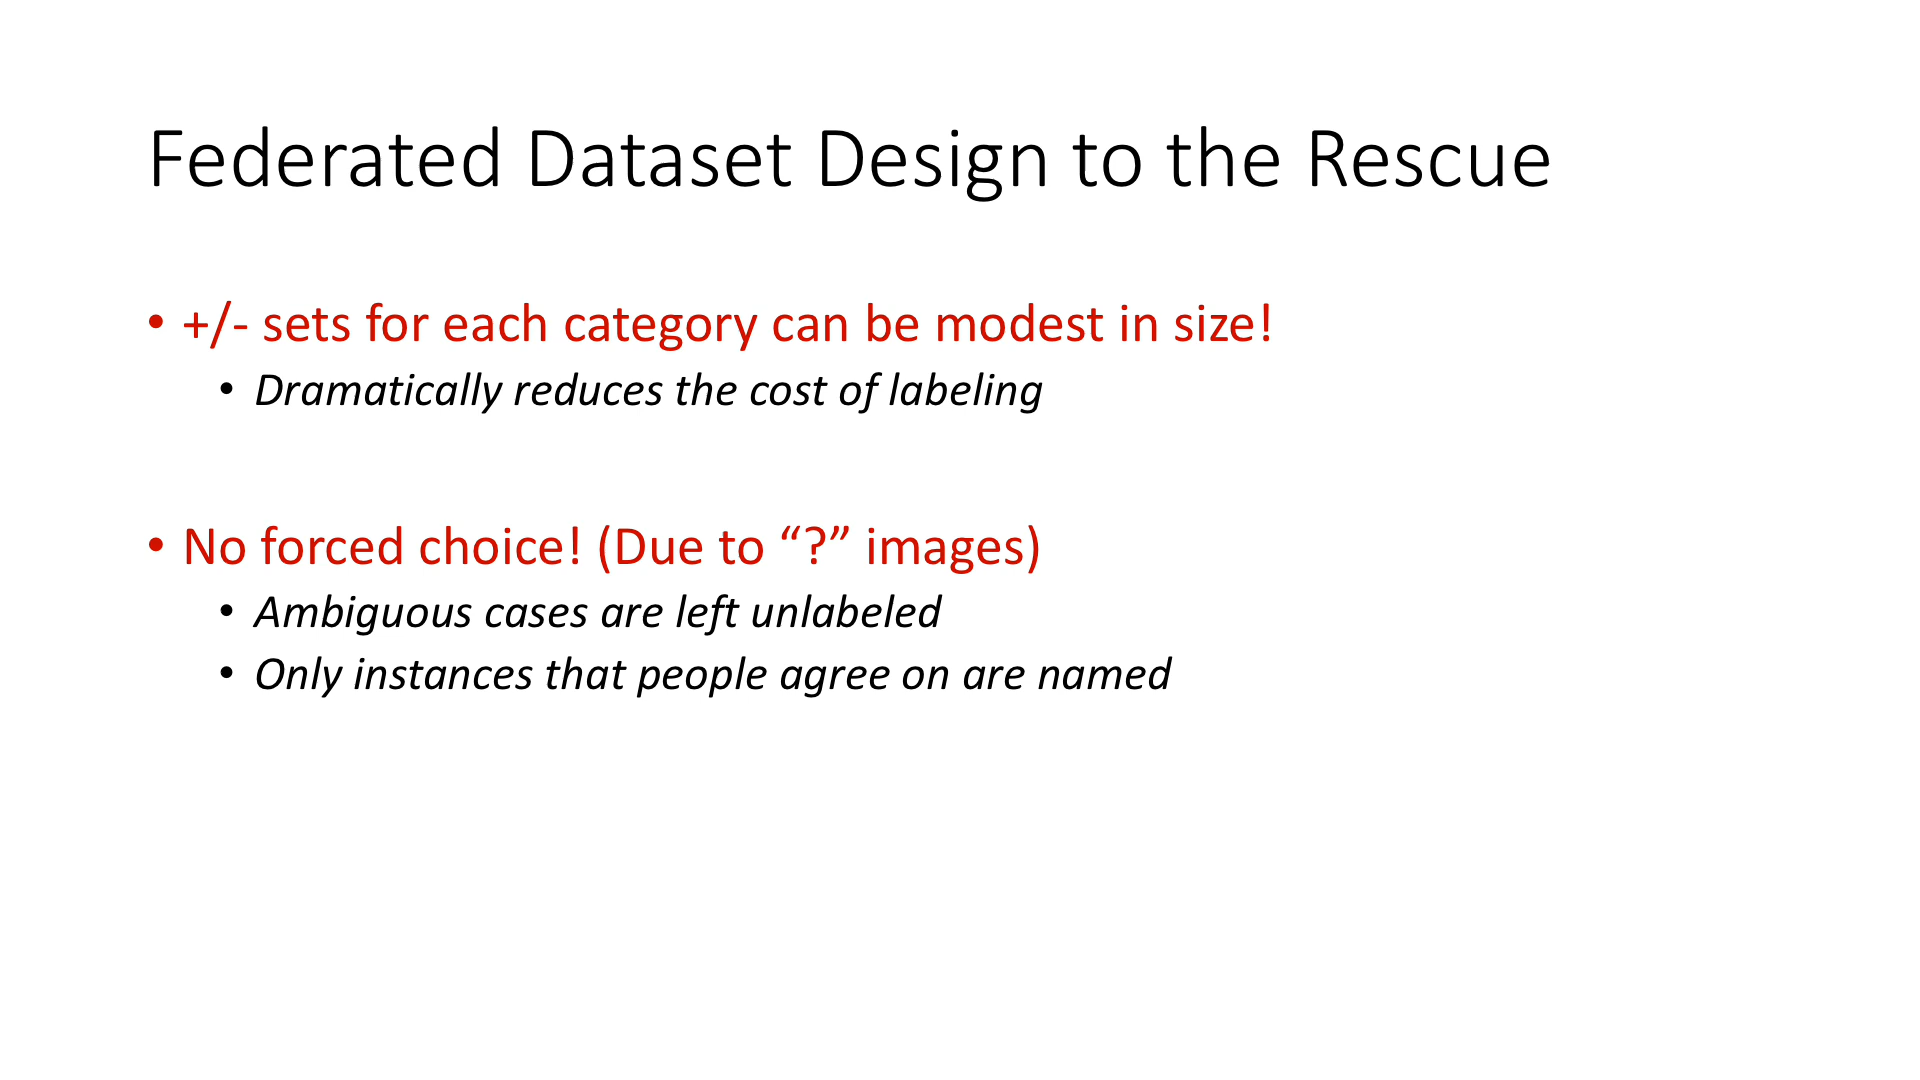 Federated Dataset Design to the Rescue
• +/- sets for each category can be modest in size!
• Dramatically reduces the cost of labeling
• No forced choice! (Due to “?” images)
• Ambiguous cases are left unlabeled
• Only instances that people agree on are named